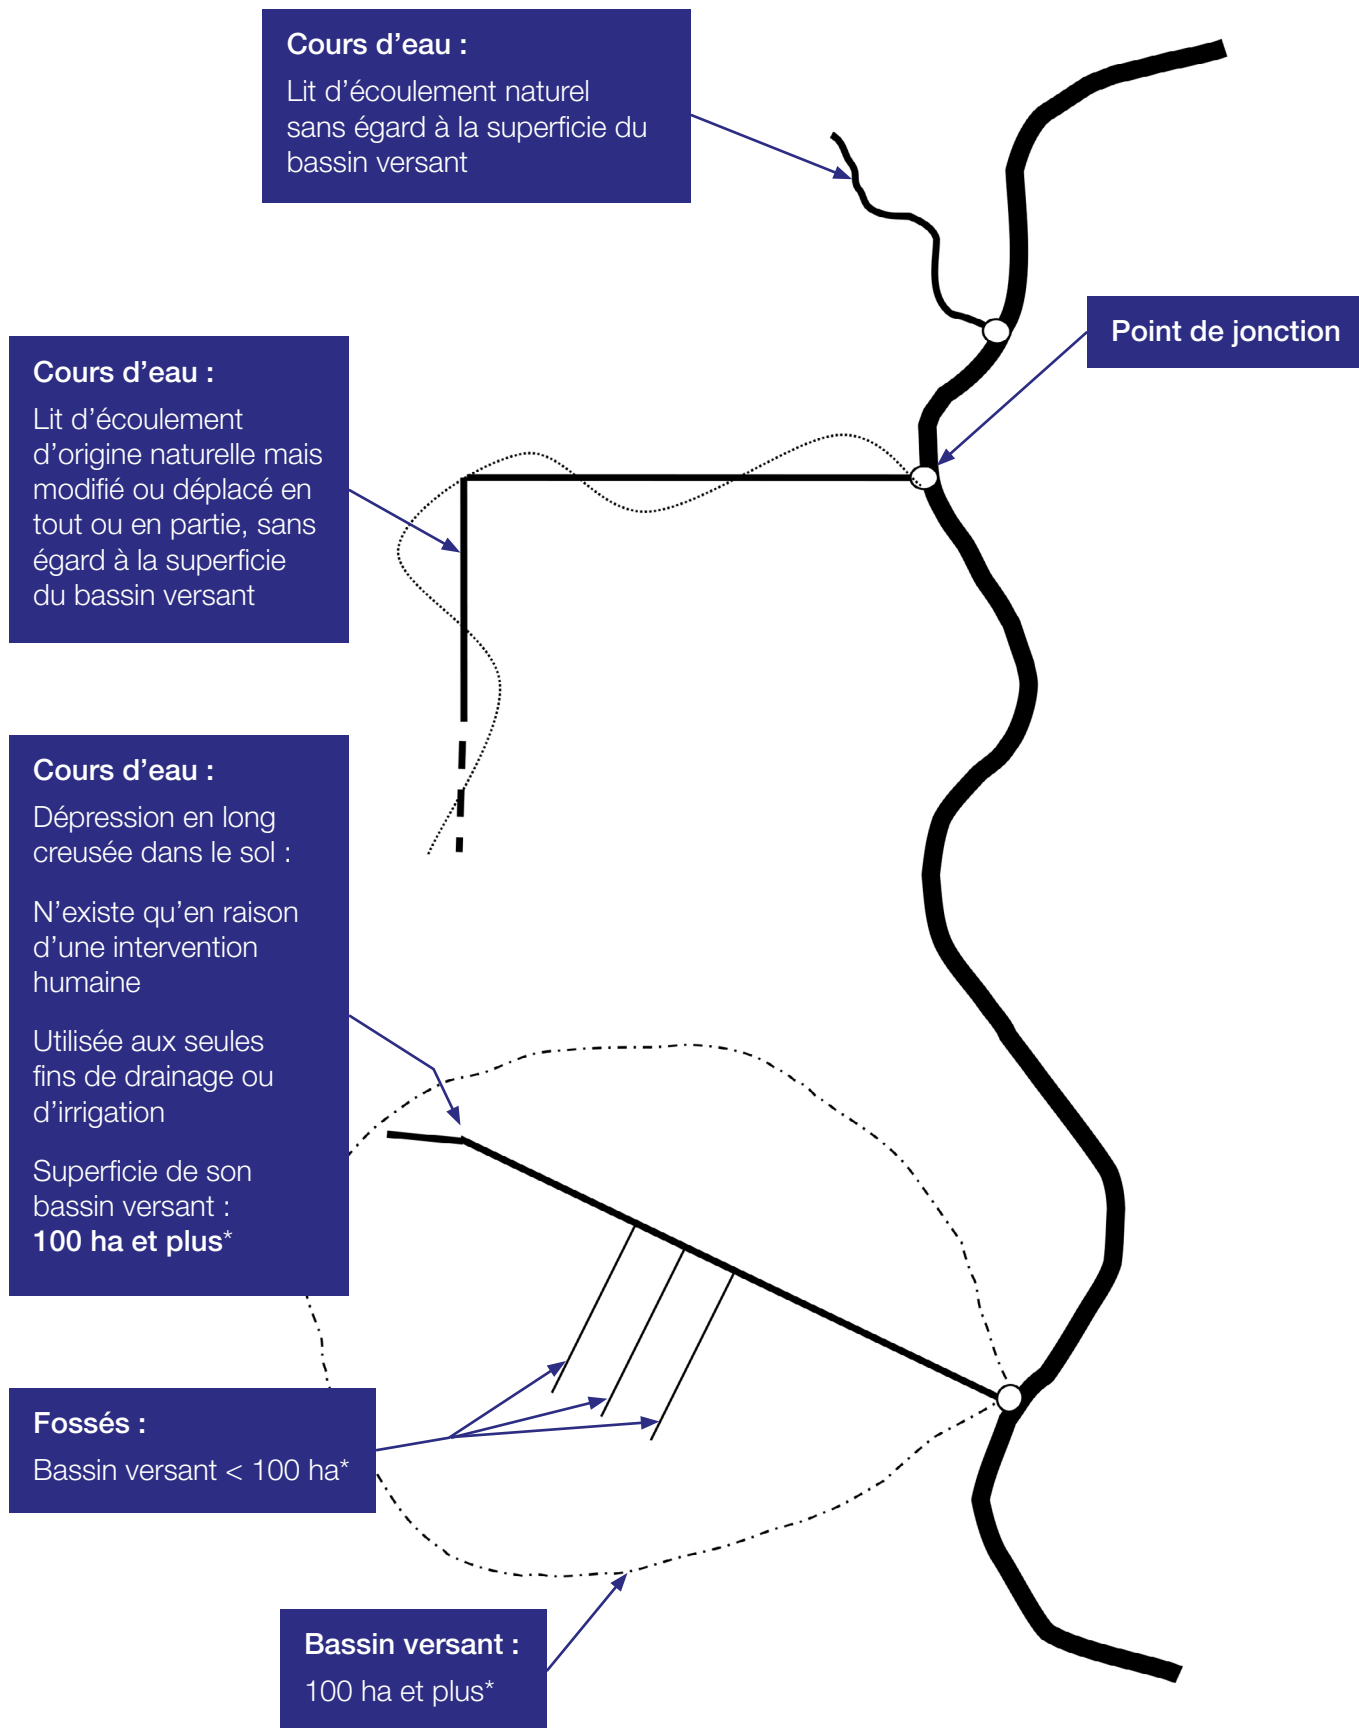 Cours d’eau :
Lit d’écoulement naturel
sans égard à la superficie du
bassin versant
Point de jonction
Cours d’eau :
Lit d’écoulement
d’origine naturelle mais
modifié ou déplacé en
tout ou en partie, sans
égard à la superficie
du bassin versant
Cours d’eau :
Dépression en long
creusée dans le sol :
N’existe qu’en raison
d’une intervention
humaine
Utilisée aux seules
fins de drainage ou
d’irrigation
Superficie de son
bassin versant :
100 ha et plus*
Fossés :
Bassin versant < 100 ha*
Bassin versant :
100 ha et plus*